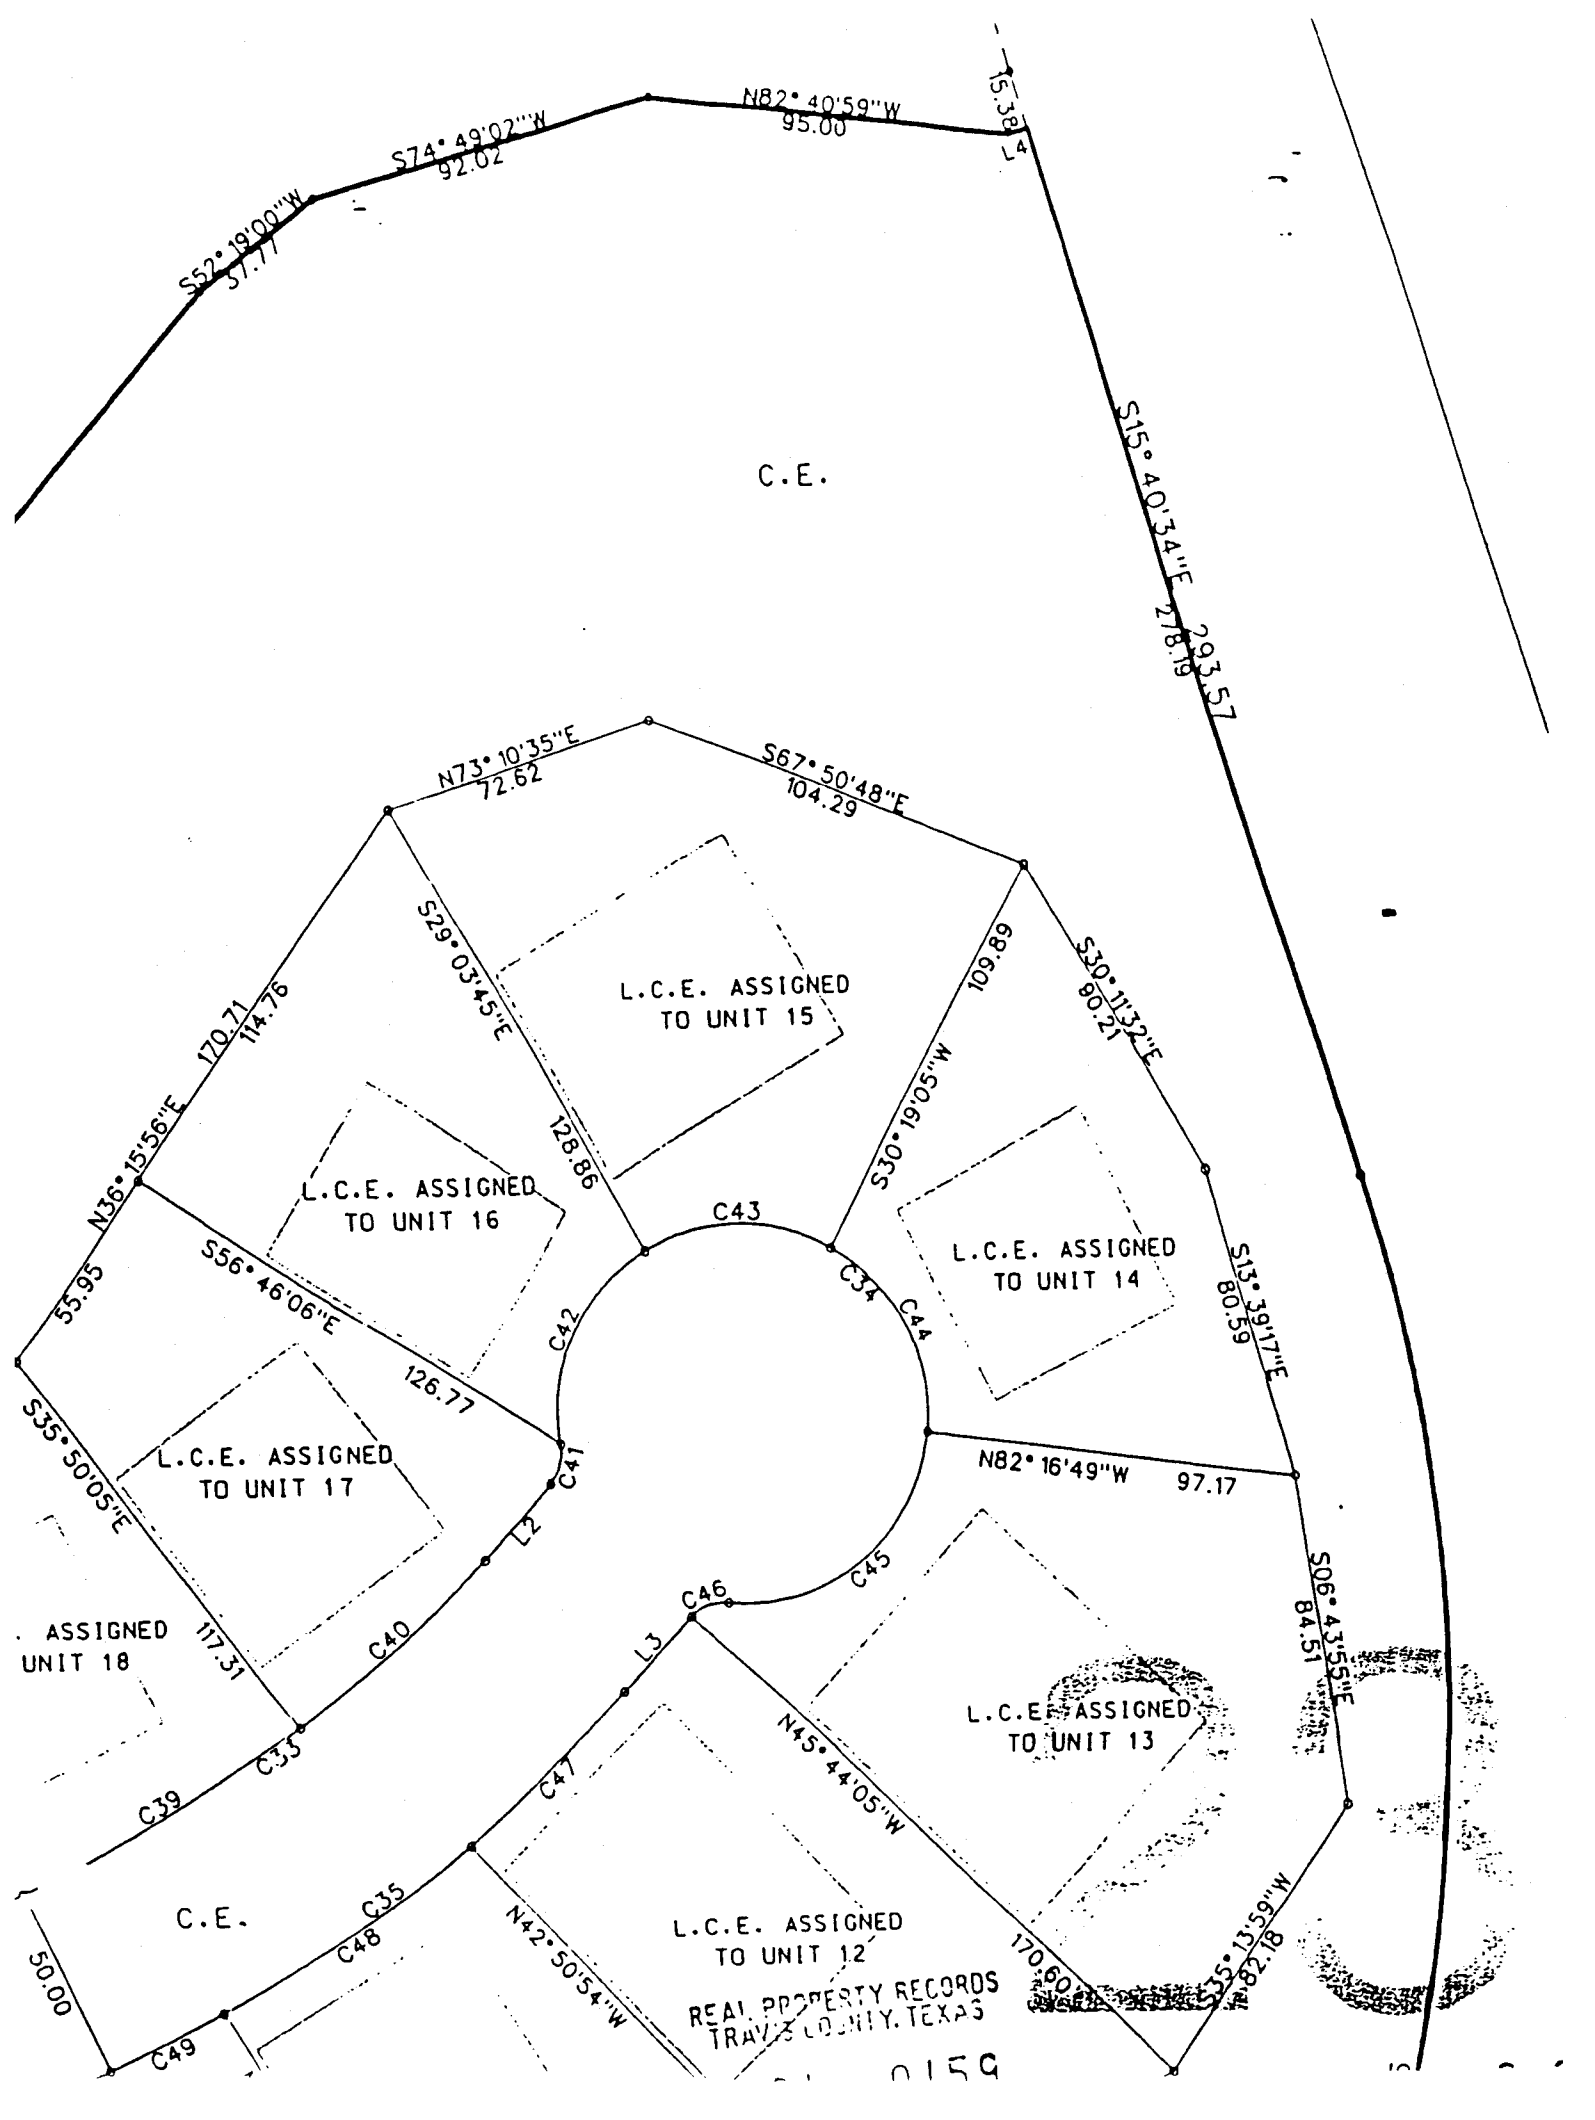 N82° 40'59"W
95.00
15.38
L4
S74° 49'02"W
92.02
S52° 19'00"W
37.77
S15° 40'34"E
293.57
278.19
C.E.
N73° 10'35"E
72.62
S67° 50'48"E
104.29
S29° 03'45"E
128.86
L.C.E. ASSIGNED
TO UNIT 15
109.89
S30° 19'05"W
S30° 11'32"E
90.21
170.71
114.76
N36° 15'56"E
55.95
L.C.E. ASSIGNED
TO UNIT 16
C43
C34
C44
C42
L.C.E. ASSIGNED
TO UNIT 14
S13° 39'17"E
80.59
S56° 46'06"E
126.77
S35° 50'05"E
117.31
L.C.E. ASSIGNED
TO UNIT 17
C41
L2
N82° 16'49"W
97.17
C45
C46
L3
S06° 43'55"E
84.51
. ASSIGNED
UNIT 18
C40
C33
C39
L.C.E. ASSIGNED
TO UNIT 13
N45° 44'05"W
170.60
C47
C35
C48
C.E.
50.00
C49
N42° 50'54"W
L.C.E. ASSIGNED
TO UNIT 12
S35° 13'59"W
82.18
REAL PROPERTY RECORDS
TRAVIS COUNTY, TEXAS
0159